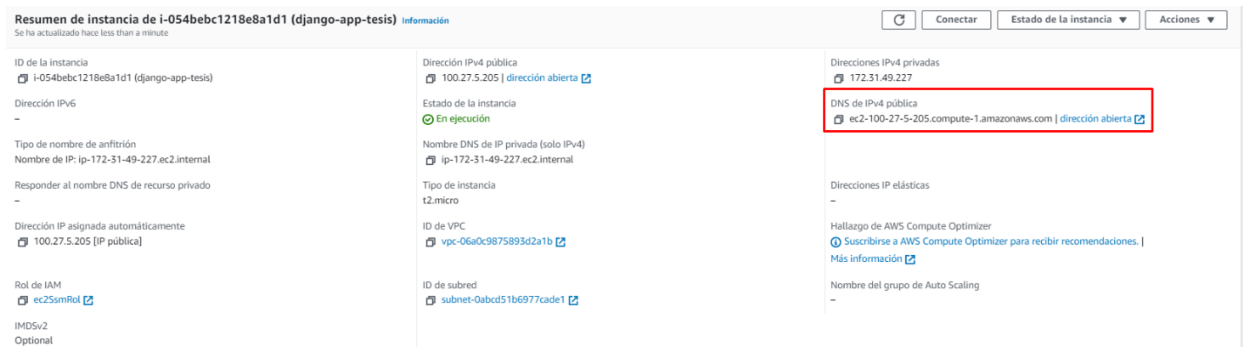 Resumen de instancia de i-054bebc1218e8a1d1 (django-app-tesis) Información
Se ha actualizado hace less than a minute
Conectar
Estado de la instancia
Acciones
ID de la instancia
i-054bebc1218e8a1d1 (django-app-tesis)
Dirección IPv4 pública
100.27.5.205 | dirección abierta
Direcciones IPv4 privadas
172.31.49.227
Dirección IPv6
–
Estado de la instancia
En ejecución
DNS de IPv4 pública
ec2-100-27-5-205.compute-1.amazonaws.com | dirección abierta
Tipo de nombre de anfitrión
Nombre de IP: ip-172-31-49-227.ec2.internal
Nombre DNS de IP privada (solo IPv4)
ip-172-31-49-227.ec2.internal
Responder al nombre DNS de recurso privado
–
Tipo de instancia
t2.micro
Direcciones IP elásticas
–
Dirección IP asignada automáticamente
100.27.5.205 [IP pública]
ID de VPC
vpc-06a0c9875893d2a1b
Hallazgo de AWS Compute Optimizer
Suscribirse a AWS Compute Optimizer para recibir recomendaciones. |
Más información
Rol de IAM
ec2SsmRol
ID de subred
subnet-0abcd51b6977cade1
Nombre del grupo de Auto Scaling
–
IMDSv2
Optional